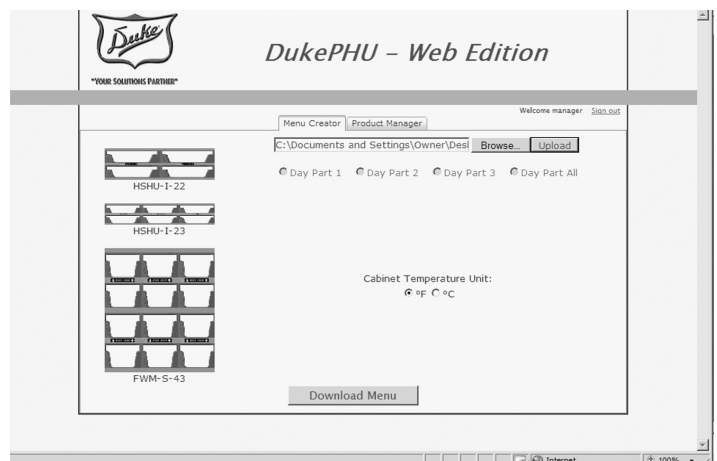 Duke
"YOUR SOLUTIONS PARTNER"
DukePHU – Web Edition
Welcome manager Sign out
Menu Creator Product Manager
C:\Documents and Settings\Owner\Desl Browse... Upload
Day Part 1 Day Part 2 Day Part 3 Day Part All
HSHU-I-22
HSHU-I-23
FWM-S-43
Cabinet Temperature Unit:
°F °C
Download Menu
Internet 100%